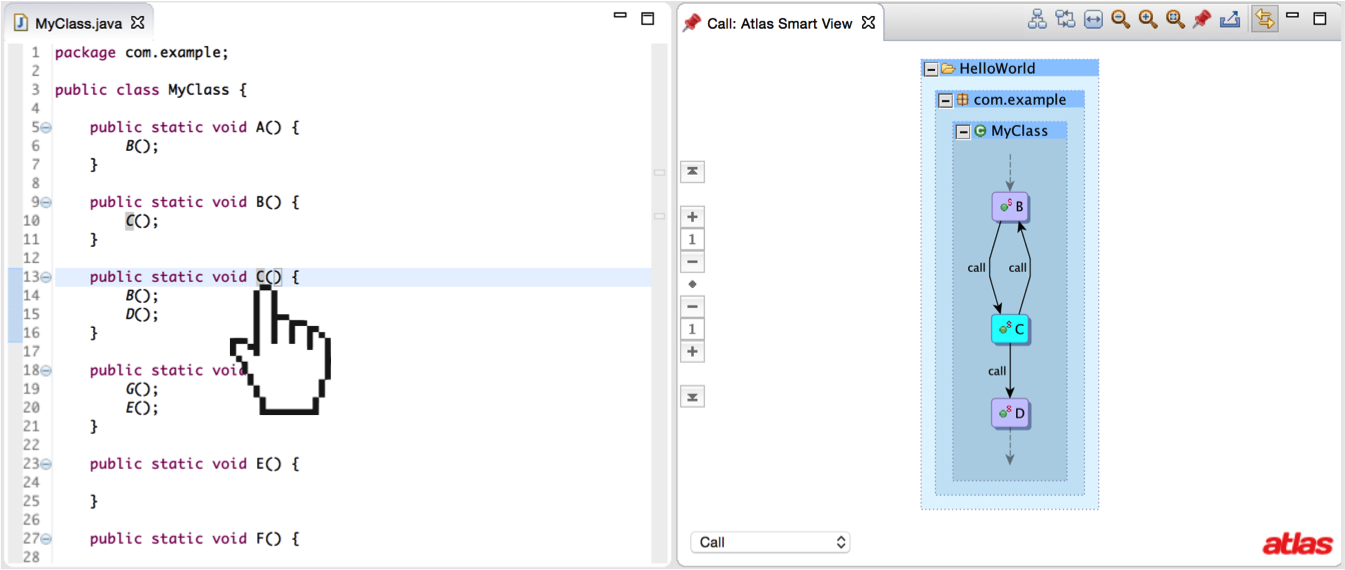 MyClass.java
1 package com.example;
2
3 public class MyClass {
4
5 public static void A() {
6 B();
7 }
8
9 public static void B() {
10 C();
11 }
12
13 public static void C() {
14 B();
15 D();
16 }
17
18 public static void
19 G();
20 E();
21 }
22
23 public static void E() {
24
25 }
26
27 public static void F() {
28
Call: Atlas Smart View
HelloWorld
com.example
MyClass
B
call call
C
call
D
1
1
Call
atlas